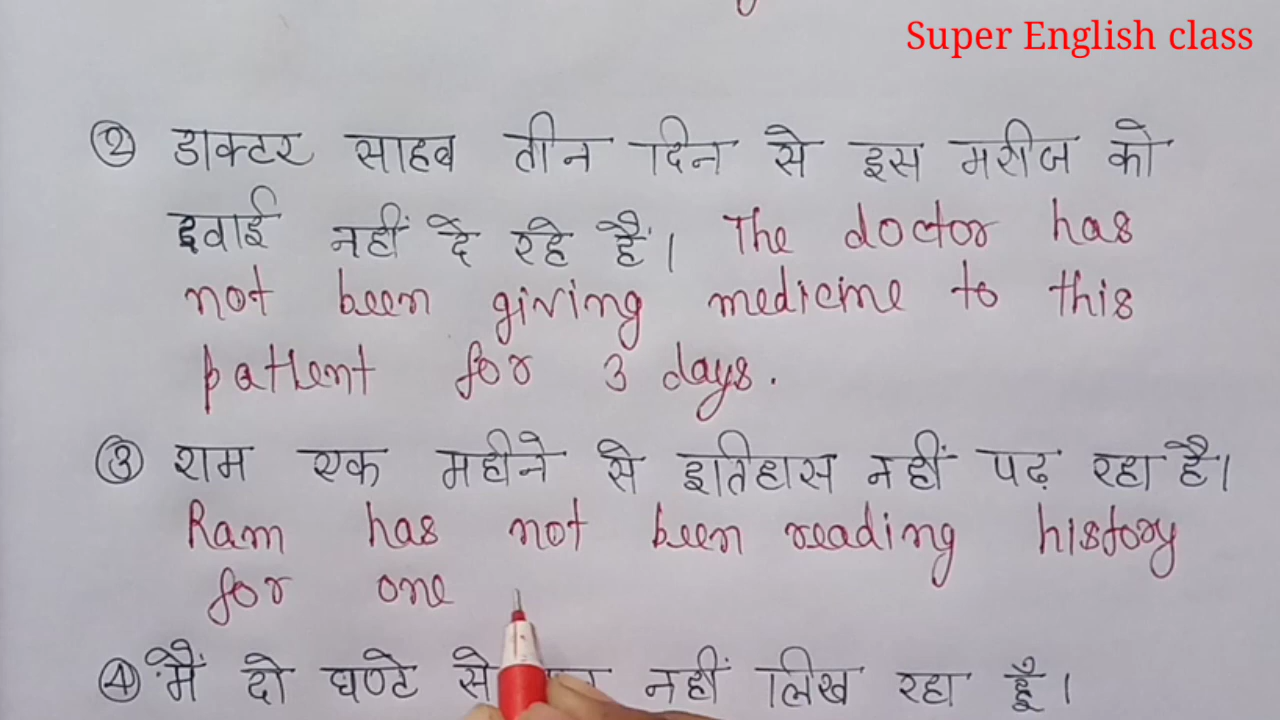 Super English class
② डाक्टर साहब तीन दिन से इस मरीज को
दवाई नहीं दे रहे हैं। The doctor has
not been giving medicine to this
patient for 3 days.
③ राम एक महीने से इतिहास नहीं पढ़ रहा है।
Ram has not been reading history
for one
④ मैं दो घण्टे से नहीं लिख रहा हूँ।